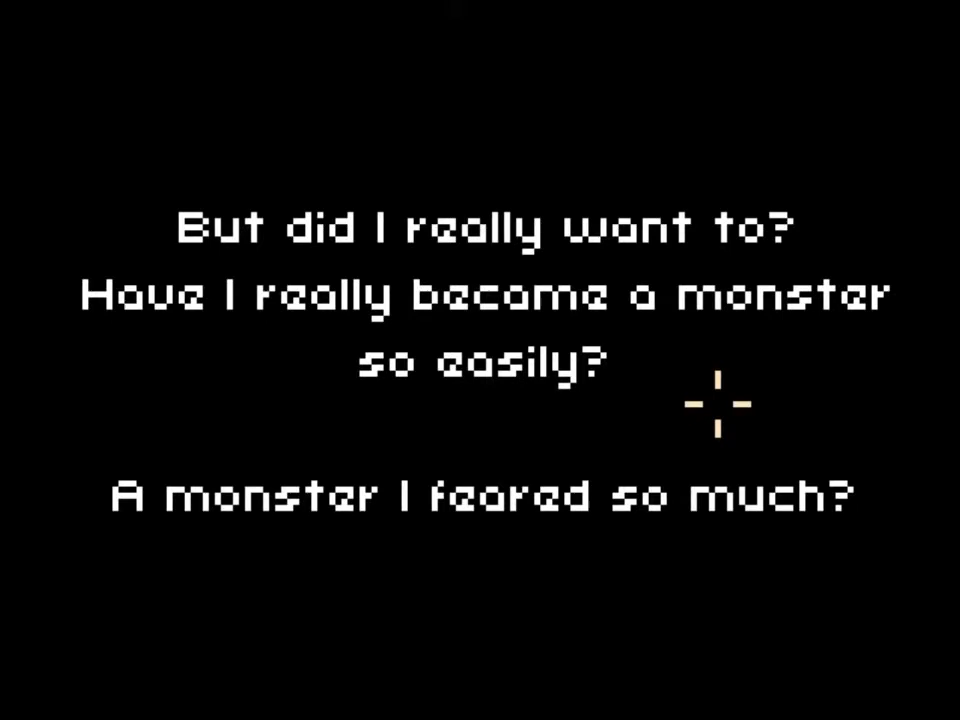 But did I really want to?
Have I really became a monster
so easily?
A monster I feared so much?